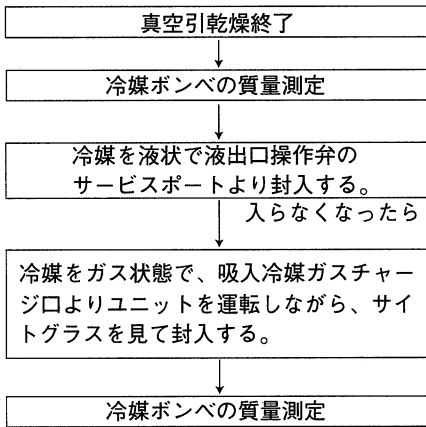 真空引乾燥終了
冷媒ボンベの質量測定
冷媒を液状で液出口操作弁の
サービスポートより封入する。
入らなくなったら
冷媒をガス状態で、吸入冷媒ガスチャー
ジ口よりユニットを運転しながら、サイ
トグラスを見て封入する。
冷媒ボンベの質量測定